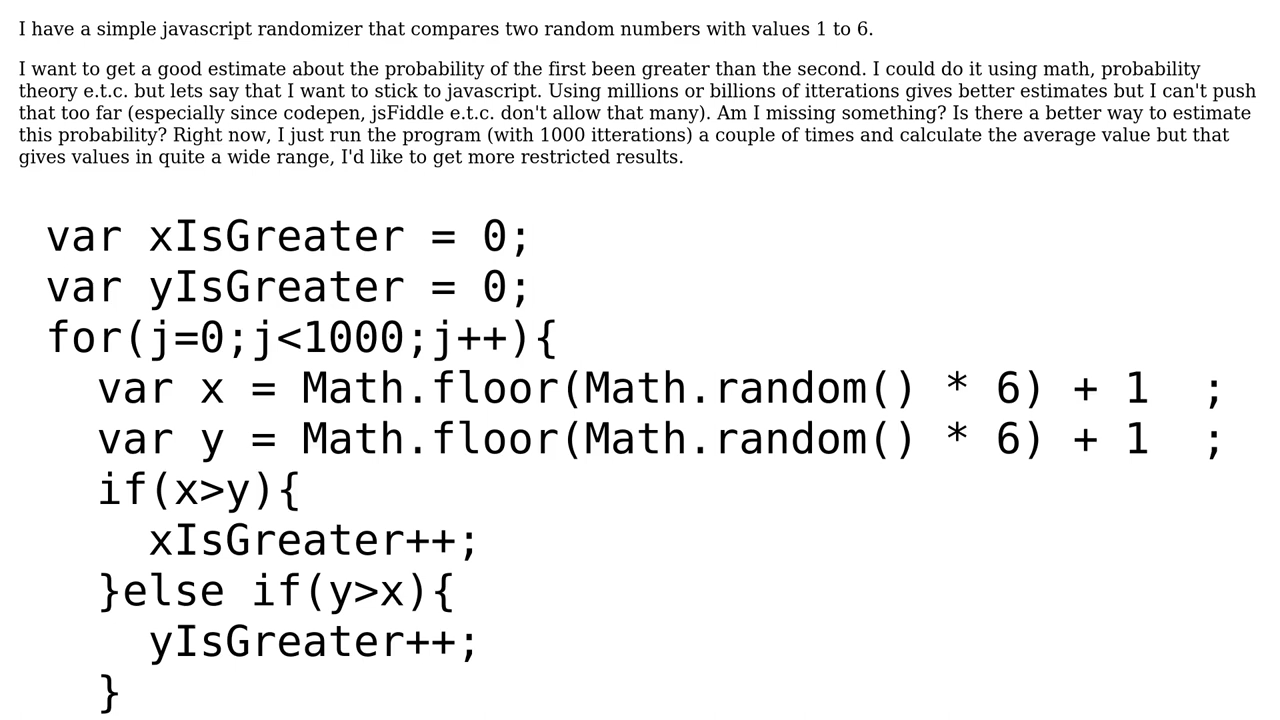 I have a simple javascript randomizer that compares two random numbers with values 1 to 6.
I want to get a good estimate about the probability of the first been greater than the second. I could do it using math, probability
theory e.t.c. but lets say that I want to stick to javascript. Using millions or billions of itterations gives better estimates but I can't push
that too far (especially since codepen, jsFiddle e.t.c. don't allow that many). Am I missing something? Is there a better way to estimate
this probability? Right now, I just run the program (with 1000 itterations) a couple of times and calculate the average value but that
gives values in quite a wide range, I'd like to get more restricted results.
var xIsGreater = 0;
var yIsGreater = 0;
for(j=0;j<1000;j++){
  var x = Math.floor(Math.random() * 6) + 1  ;
  var y = Math.floor(Math.random() * 6) + 1  ;
  if(x>y){
    xIsGreater++;
  }else if(y>x){
    yIsGreater++;
  }